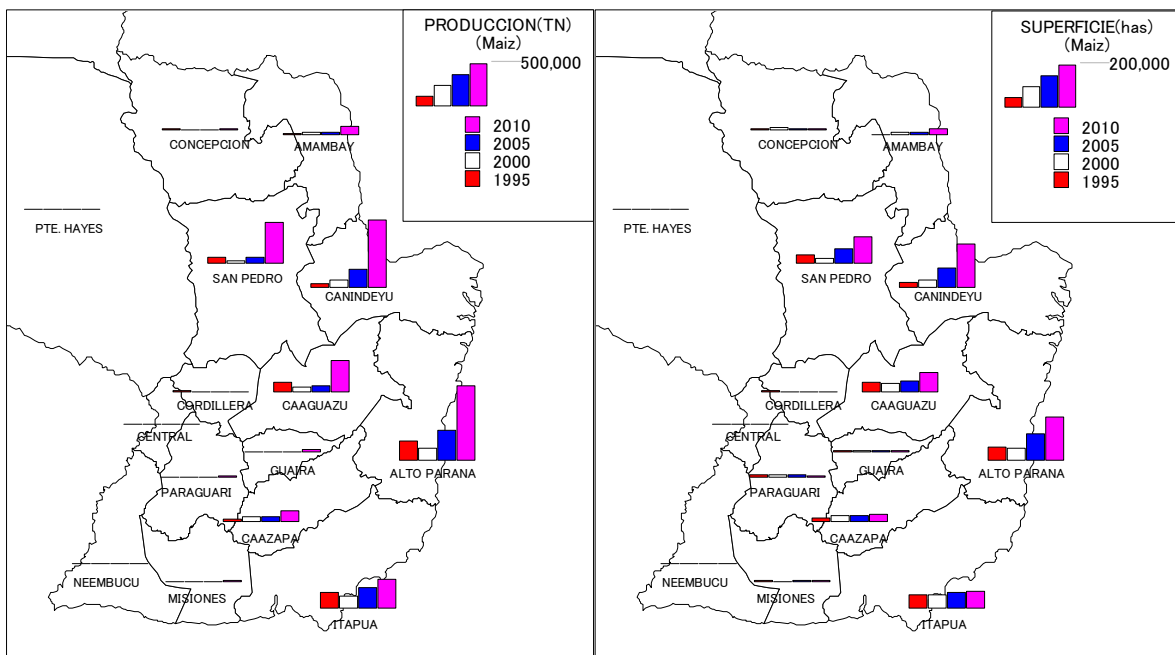 PRODUCCION(TN)
(Maiz)
500,000
2010
2005
2000
1995
CONCEPCION
AMAMBAY
PTE. HAYES
SAN PEDRO
CANINDEYU
CORDILLERA
CAAGUAZU
CENTRAL
GUAIRA
ALTO PARANA
PARAGUARI
CAAZAPA
NEEMBUCU
MISIONES
ITAPUA
SUPERFICIE(has)
(Maiz)
200,000
2010
2005
2000
1995
CONCEPCION
AMAMBAY
PTE. HAYES
SAN PEDRO
CANINDEYU
CORDILLERA
CAAGUAZU
CENTRAL
GUAIRA
ALTO PARANA
PARAGUARI
CAAZAPA
NEEMBUCU
MISIONES
ITAPUA